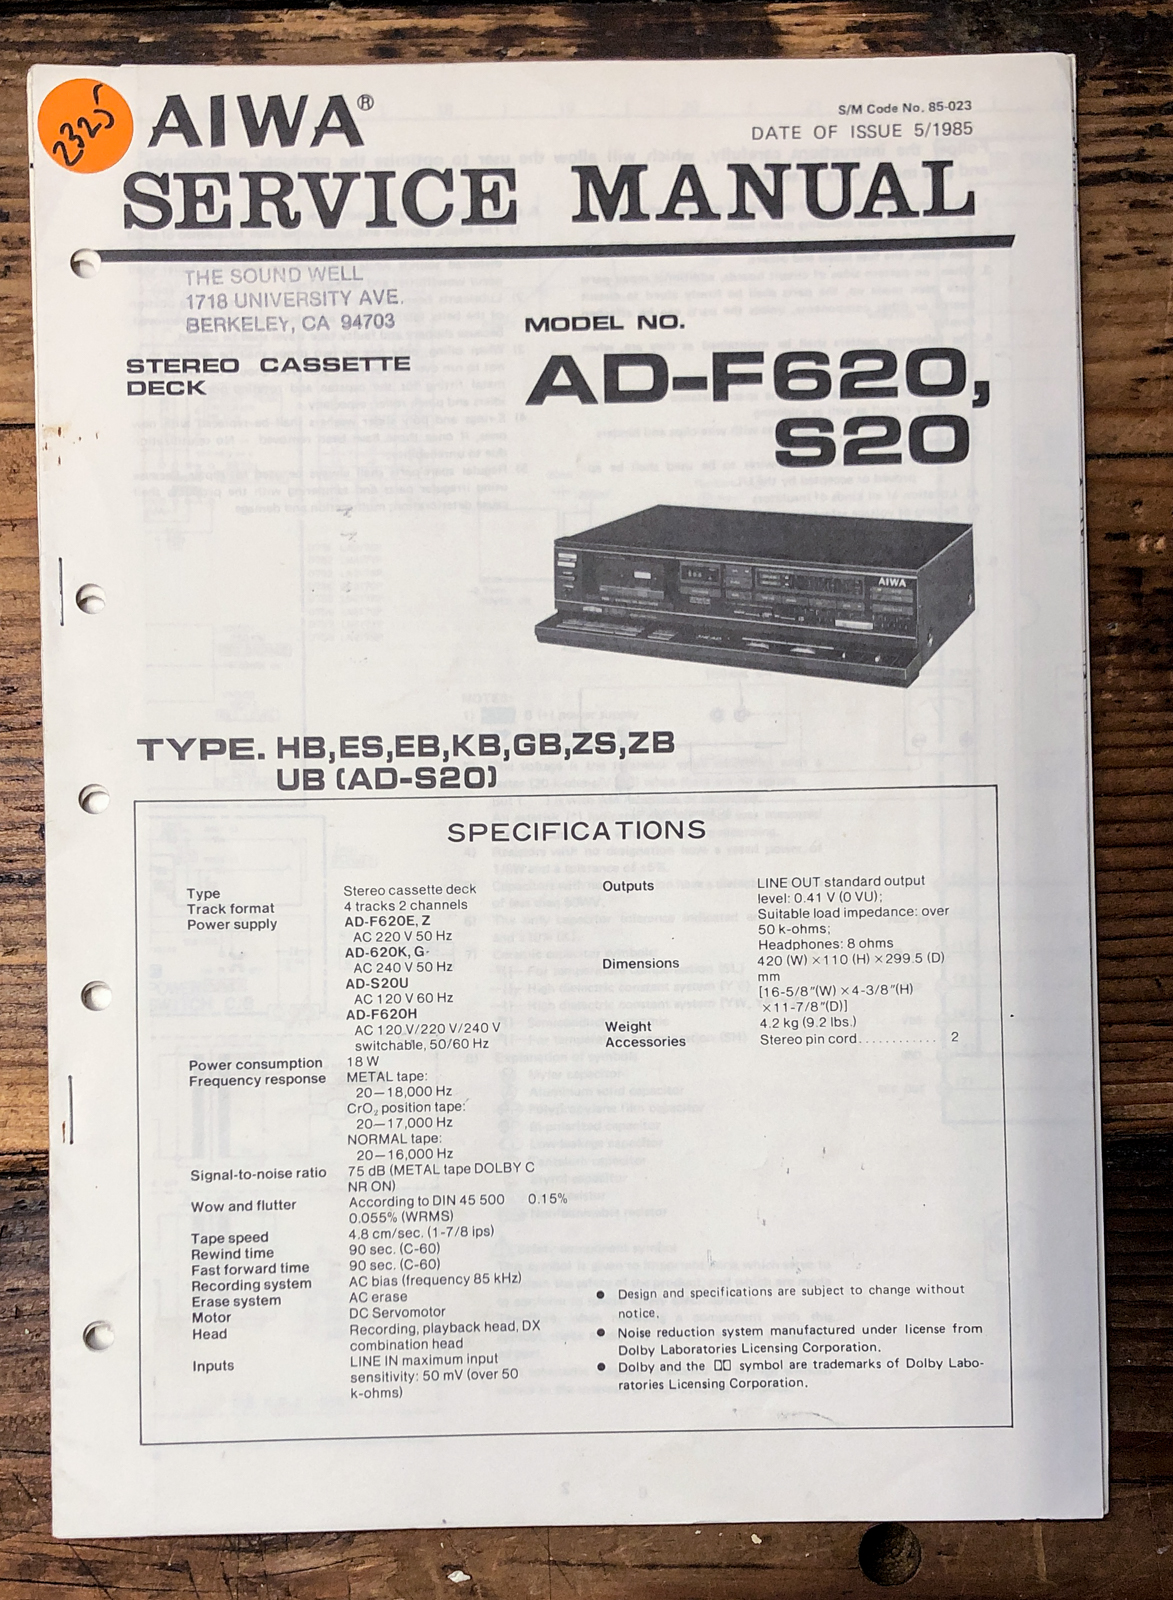 2325
AIWA®
SERVICE MANUAL
S/M Code No. 85-023
DATE OF ISSUE 5/1985
THE SOUND WELL
1718 UNIVERSITY AVE.
BERKELEY, CA 94703
STEREO CASSETTE
DECK
MODEL NO.
AD-F620,
S20
AIWA
TYPE. HB,ES,EB,KB,GB,ZS,ZB
UB (AD-S20)
SPECIFICATIONS
Type Stereo cassette deck
Track format 4 tracks 2 channels
Power supply AD-F620E, Z
AC 220 V 50 Hz
AD-620K, G
AC 240 V 50 Hz
AD-S20U
AC 120 V 60 Hz
AD-F620H
AC 120 V/220 V/240 V
switchable, 50/60 Hz
Power consumption 18 W
Frequency response METAL tape:
20—18,000 Hz
CrO₂ position tape:
20—17,000 Hz
NORMAL tape:
20—16,000 Hz
Signal-to-noise ratio 75 dB (METAL tape DOLBY C
NR ON)
Wow and flutter According to DIN 45 500 0.15%
0.055% (WRMS)
Tape speed 4.8 cm/sec. (1-7/8 ips)
Rewind time 90 sec. (C-60)
Fast forward time 90 sec. (C-60)
Recording system AC bias (frequency 85 kHz)
Erase system AC erase
Motor DC Servomotor
Head Recording, playback head, DX
combination head
Inputs LINE IN maximum input
sensitivity: 50 mV (over 50
k-ohms)
Outputs LINE OUT standard output
level: 0.41 V (0 VU);
Suitable load impedance: over
50 k-ohms;
Headphones: 8 ohms
Dimensions 420 (W) ×110 (H) ×299.5 (D)
mm
[16-5/8"(W) ×4-3/8"(H)
×11-7/8"(D)]
Weight 4.2 kg (9.2 lbs.)
Accessories Stereo pin cord............ 2
● Design and specifications are subject to change without
notice.
● Noise reduction system manufactured under license from
Dolby Laboratories Licensing Corporation.
● Dolby and the symbol are trademarks of Dolby Labo-
ratories Licensing Corporation.